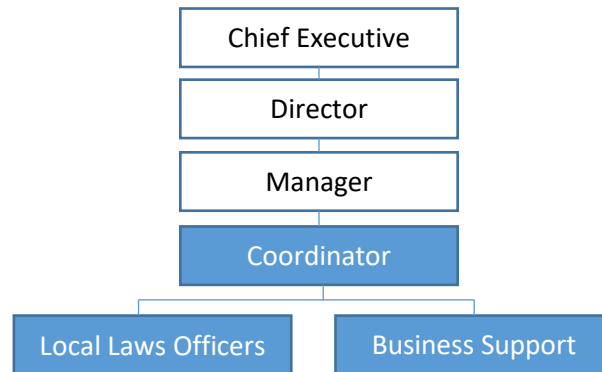 Chief Executive
Director
Manager
Coordinator
Local Laws Officers
Business Support